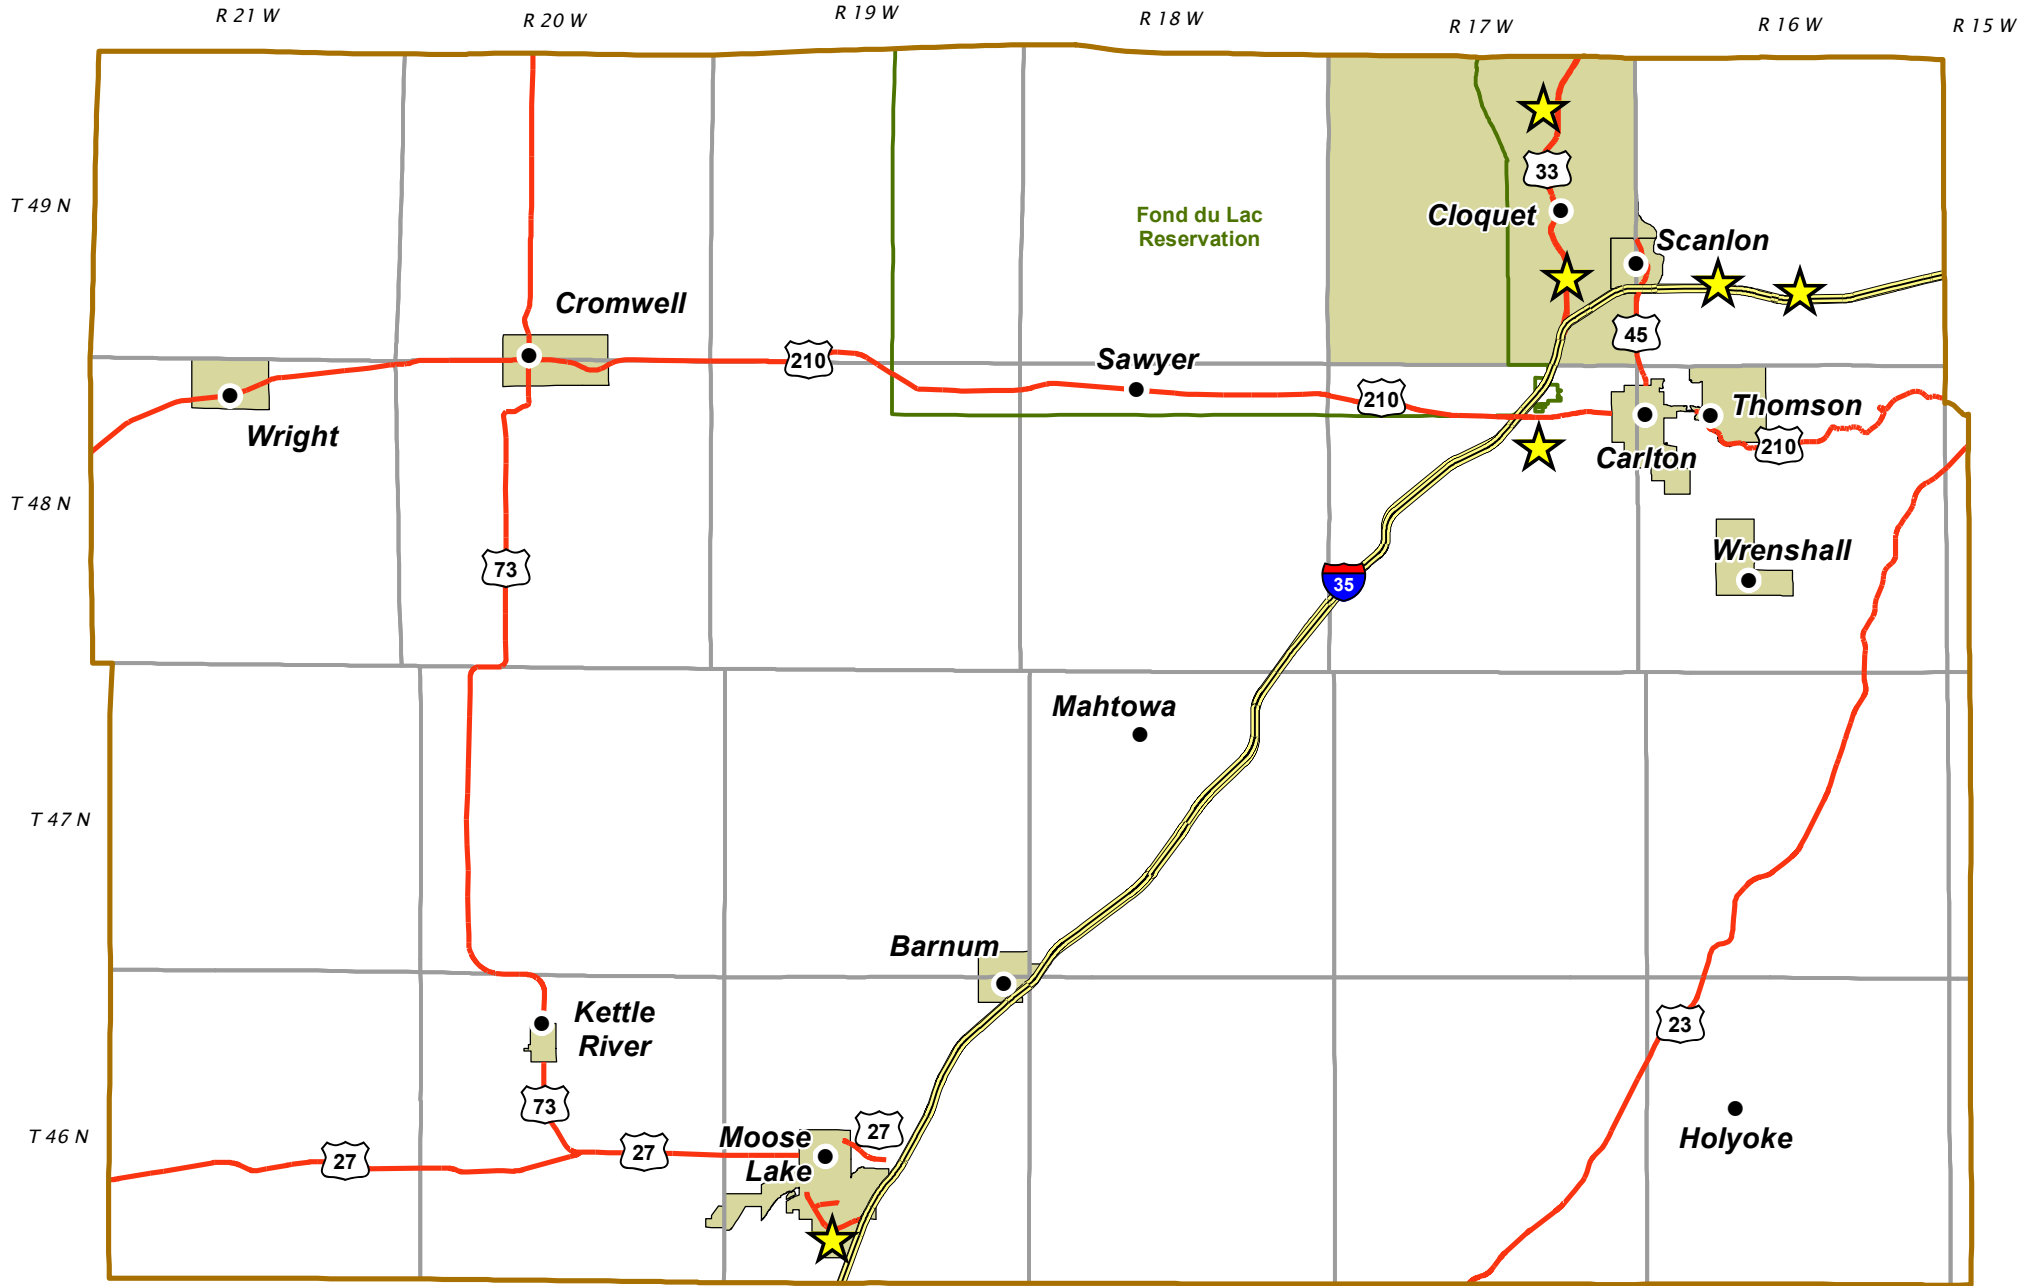 R 21 W
R 20 W
R 19 W
R 18 W
R 17 W
R 16 W
R 15 W
33
T 49 N
Fond du Lac
Reservation
Cloquet
Scanlon
Cromwell
45
210
Sawyer
210
Thomson
Wright
210
Carlton
T 48 N
Wrenshall
73
35
Mahtowa
T 47 N
Barnum
Kettle
River
23
73
T 46 N
27
27
Moose
Lake
27
Holyoke